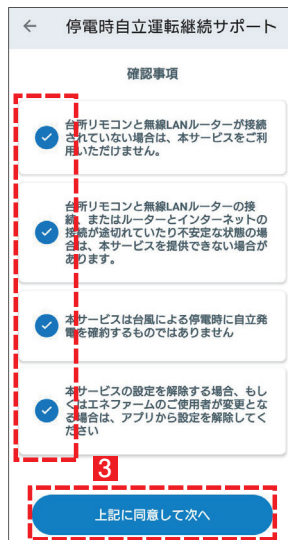 ← 停電時自立運転継続サポート
確認事項
台所リモコンと無線LANルーターが接続
されていない場合は、本サービスをご利
用いただけません。
台所リモコンと無線LANルーターの接
続、またはルーターとインターネットの
接続が途切れていたり不安定な状態の場
合は、本サービスを提供できない場合が
あります。
本サービスは台風による停電時に自立発
電を確約するものではありません
本サービスの設定を解除する場合、もし
くはエネファームのご使用者が変更とな
る場合は、アプリから設定を解除してく
ださい
3
上記に同意して次へ